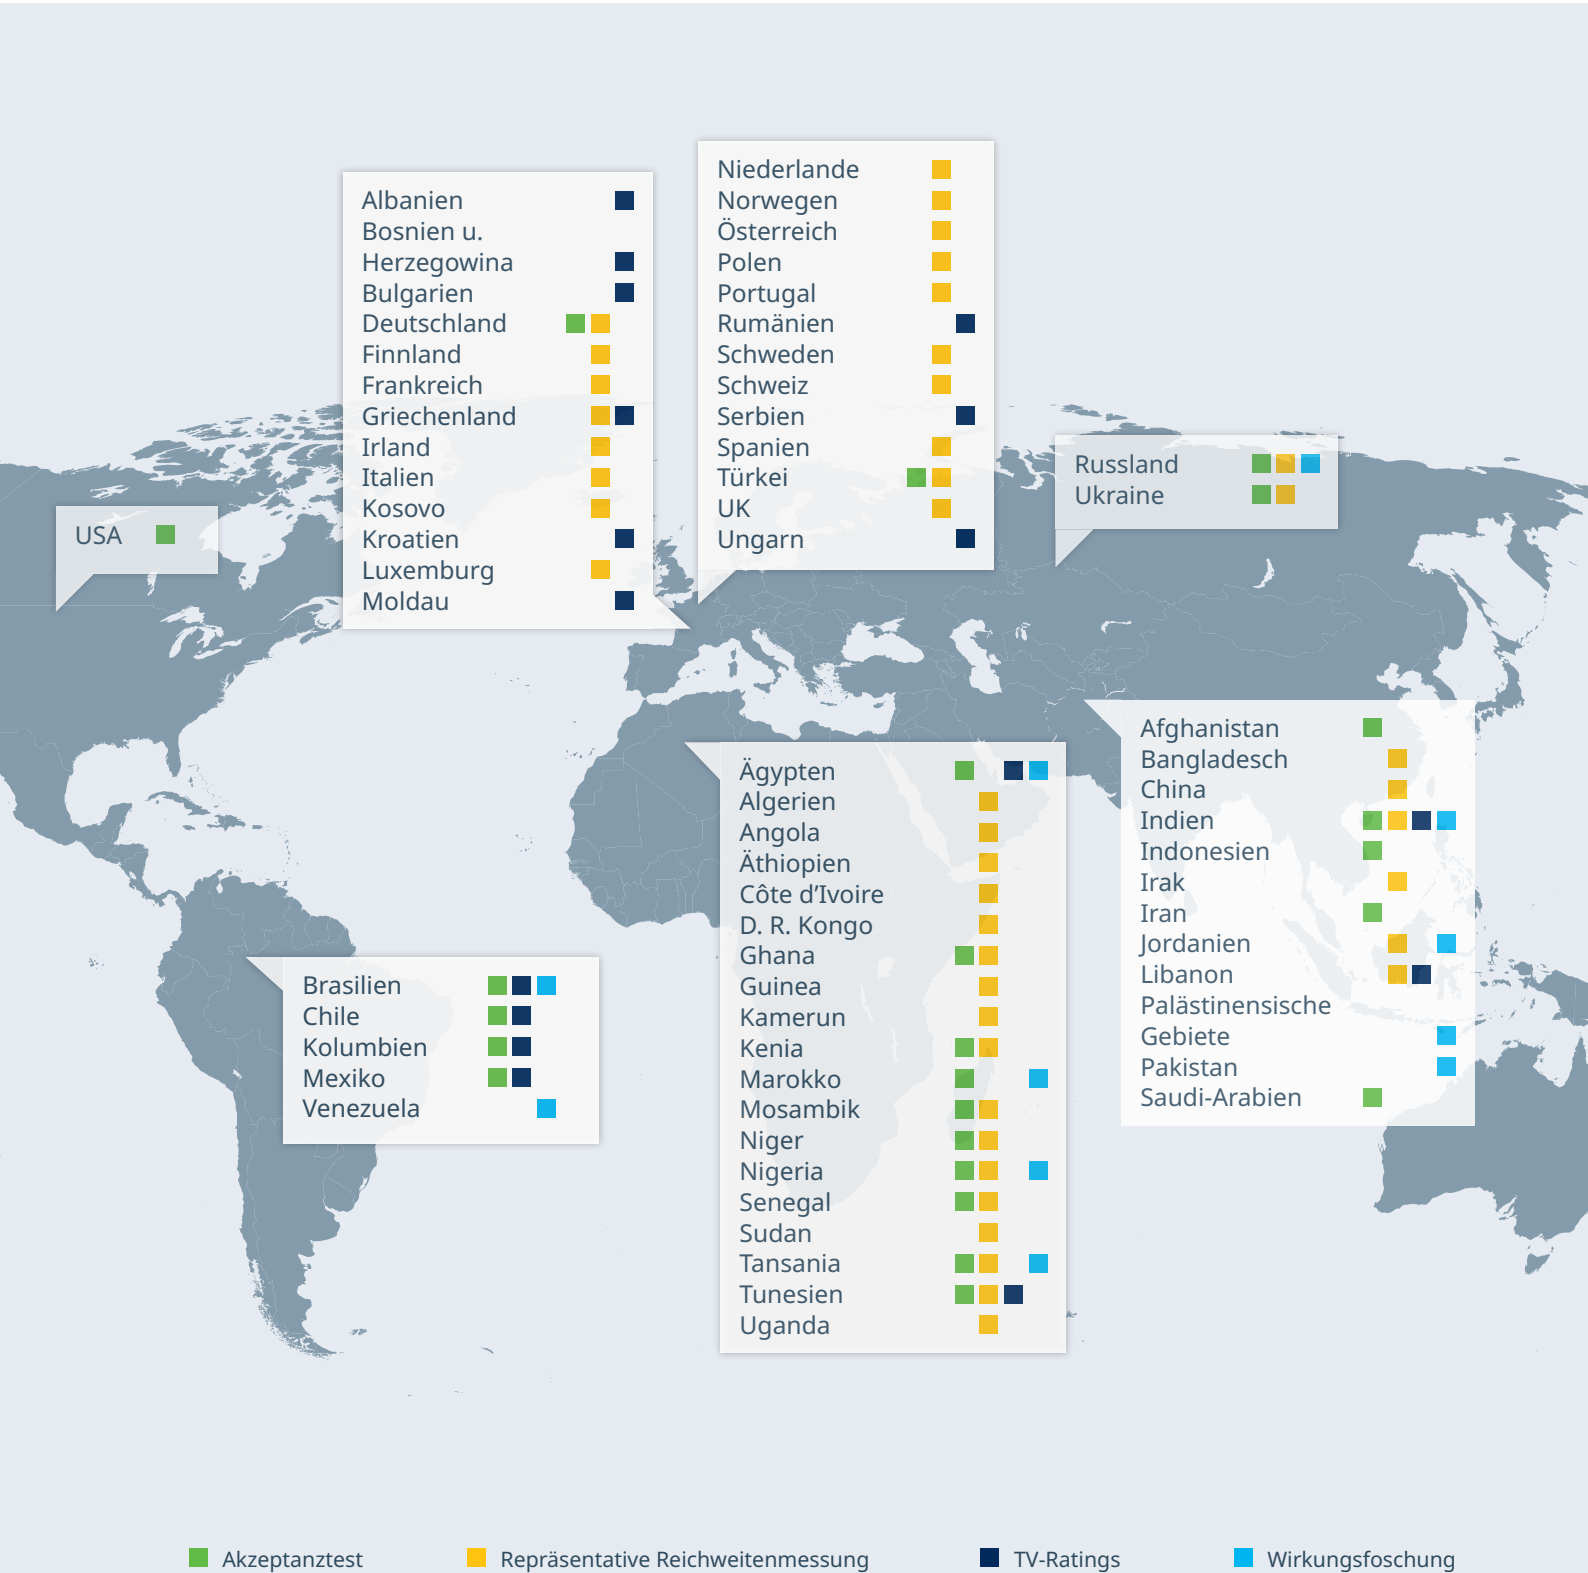 Albanien
Bosnien u.
Herzegowina
Bulgarien
Deutschland
Finnland
Frankreich
Griechenland
Irland
Italien
Kosovo
Kroatien
Luxemburg
Moldau
Niederlande
Norwegen
Österreich
Polen
Portugal
Rumänien
Schweden
Schweiz
Serbien
Spanien
Türkei
UK
Ungarn
Russland
Ukraine
USA
Afghanistan
Bangladesch
China
Indien
Indonesien
Irak
Iran
Jordanien
Libanon
Palästinensische
Gebiete
Pakistan
Saudi-Arabien
Ägypten
Algerien
Angola
Äthiopien
Côte d’Ivoire
D. R. Kongo
Ghana
Guinea
Kamerun
Kenia
Marokko
Mosambik
Niger
Nigeria
Senegal
Sudan
Tansania
Tunesien
Uganda
Brasilien
Chile
Kolumbien
Mexiko
Venezuela
Akzeptanztest
Repräsentative Reichweitenmessung
TV-Ratings
Wirkungsfoschung